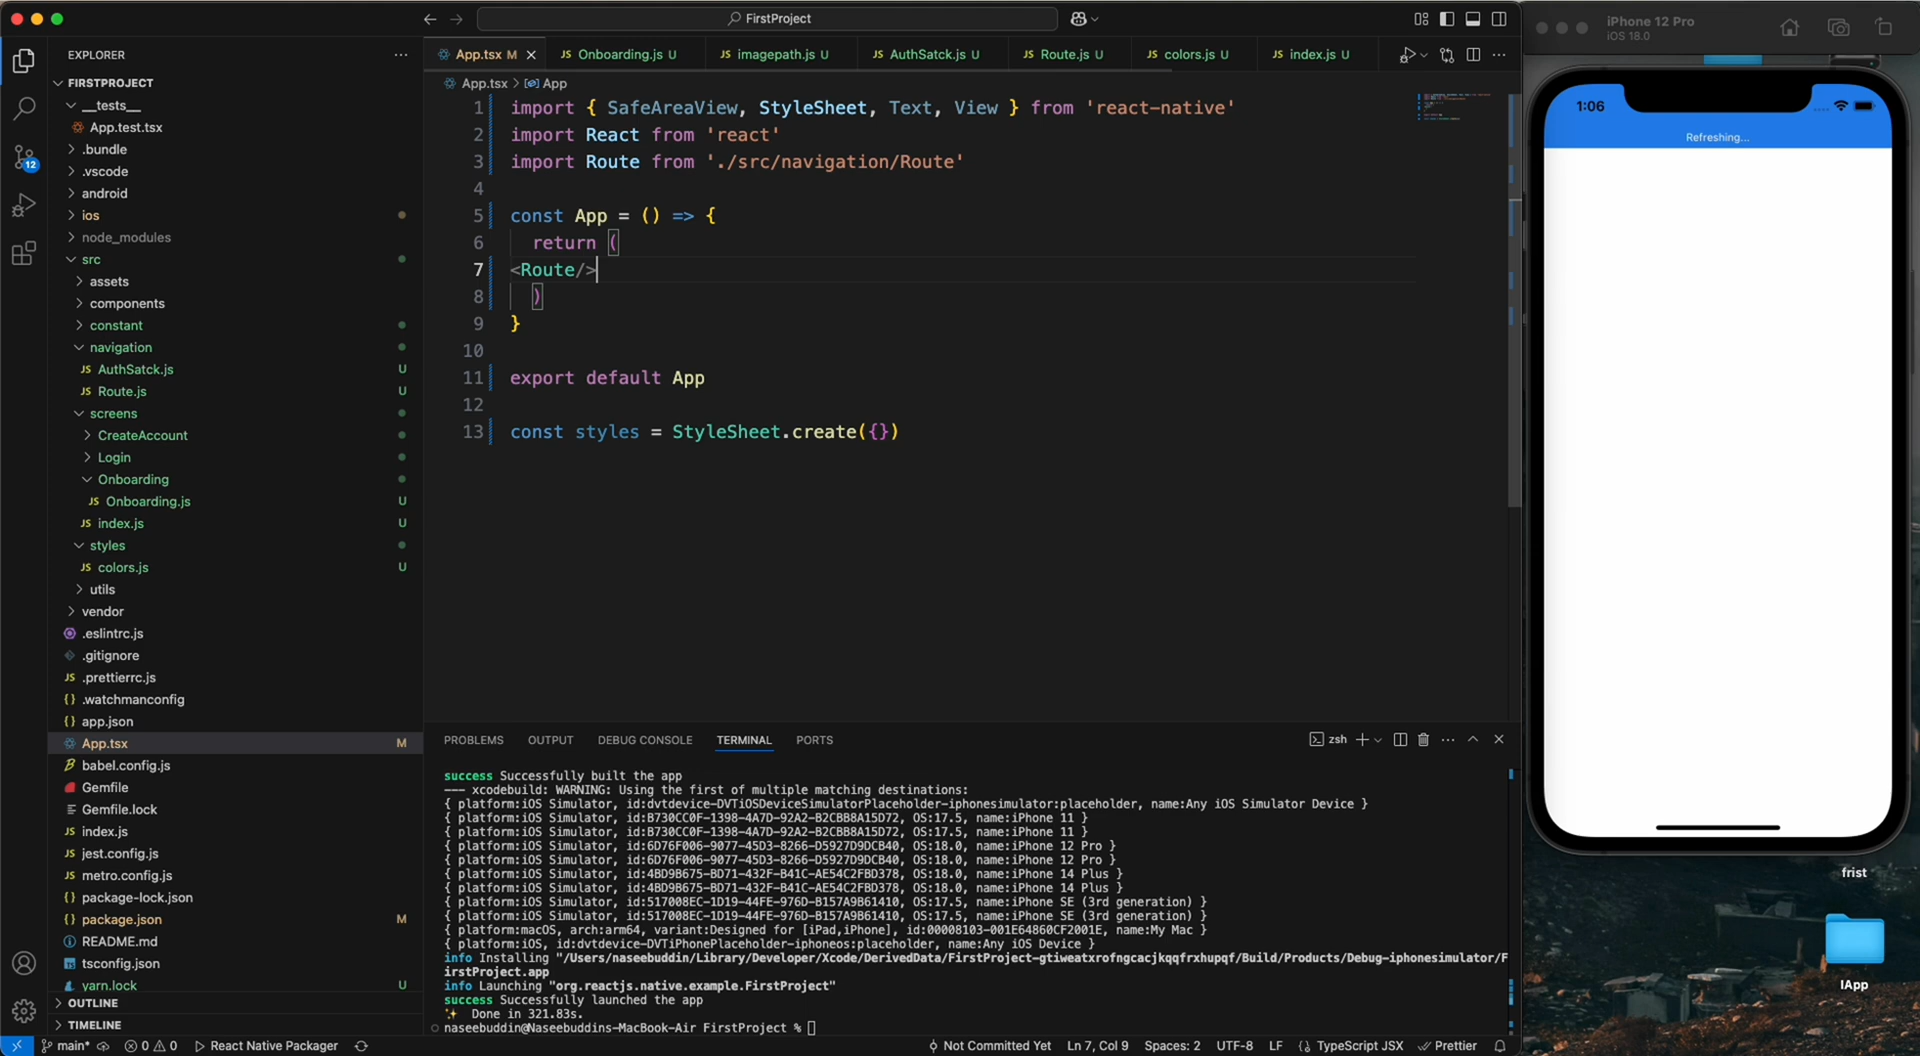 FirstProject
iPhone 12 Pro
iOS 18.0
EXPLORER
App.tsx M
JS Onboarding.js U
JS imagepath.js U
JS AuthSatck.js U
JS Route.js U
JS colors.js U
JS index.js U
App.tsx > App
FIRSTPROJECT
__tests__
App.test.tsx
.bundle
.vscode
android
ios
node_modules
src
assets
components
constant
navigation
JS AuthSatck.js U
JS Route.js U
screens
CreateAccount
Login
Onboarding
JS Onboarding.js U
JS index.js U
styles
JS colors.js U
utils
vendor
.eslintrc.js
.gitignore
JS .prettierrc.js
{} .watchmanconfig
{} app.json
App.tsx M
babel.config.js
Gemfile
Gemfile.lock
JS index.js
JS jest.config.js
JS metro.config.js
{} package-lock.json
{} package.json M
README.md
tsconfig.json
yarn.lock U
OUTLINE
TIMELINE
12
1 import { SafeAreaView, StyleSheet, Text, View } from 'react-native'
2 import React from 'react'
3 import Route from './src/navigation/Route'
4
5 const App = () => {
6 return (
7 <Route/>
8 )
9 }
10
11 export default App
12
13 const styles = StyleSheet.create({})
PROBLEMS OUTPUT DEBUG CONSOLE TERMINAL PORTS
zsh
success Successfully built the app
--- xcodebuild: WARNING: Using the first of multiple matching destinations:
{ platform:iOS Simulator, id:dvtdevice-DVTiOSDeviceSimulatorPlaceholder-iphonesimulator:placeholder, name:Any iOS Simulator Device }
{ platform:iOS Simulator, id:B730CC0F-1398-4A7D-92A2-B2CBB8A15D72, OS:17.5, name:iPhone 11 }
{ platform:iOS Simulator, id:B730CC0F-1398-4A7D-92A2-B2CBB8A15D72, OS:17.5, name:iPhone 11 }
{ platform:iOS Simulator, id:6D76F006-9077-45D3-8266-D5927D9DCB40, OS:18.0, name:iPhone 12 Pro }
{ platform:iOS Simulator, id:6D76F006-9077-45D3-8266-D5927D9DCB40, OS:18.0, name:iPhone 12 Pro }
{ platform:iOS Simulator, id:4BD9B675-BD71-432F-B41C-AE54C2FBD378, OS:18.0, name:iPhone 14 Plus }
{ platform:iOS Simulator, id:4BD9B675-BD71-432F-B41C-AE54C2FBD378, OS:18.0, name:iPhone 14 Plus }
{ platform:iOS Simulator, id:517008EC-1D19-44FE-976D-B157A9B61410, OS:17.5, name:iPhone SE (3rd generation) }
{ platform:iOS Simulator, id:517008EC-1D19-44FE-976D-B157A9B61410, OS:17.5, name:iPhone SE (3rd generation) }
{ platform:macOS, arch:arm64, variant:Designed for [iPad,iPhone], id:00008103-001E64860CF2001E, name:My Mac }
{ platform:iOS, id:dvtdevice-DVTiPhonePlaceholder-iphoneos:placeholder, name:Any iOS Device }
info Installing "/Users/naseebuddin/Library/Developer/Xcode/DerivedData/FirstProject-gtiweatxrofngcacjkqqfrxhupqf/Build/Products/Debug-iphonesimulator/F
irstProject.app
info Launching "org.reactjs.native.example.FirstProject"
success Successfully launched the app
✨ Done in 321.83s.
naseebuddin@Naseebuddins-MacBook-Air FirstProject %
main* 0 0 React Native Packager
Not Committed Yet Ln 7, Col 9 Spaces: 2 UTF-8 LF {} TypeScript JSX Prettier
1:06
Refreshing...
frist
IApp